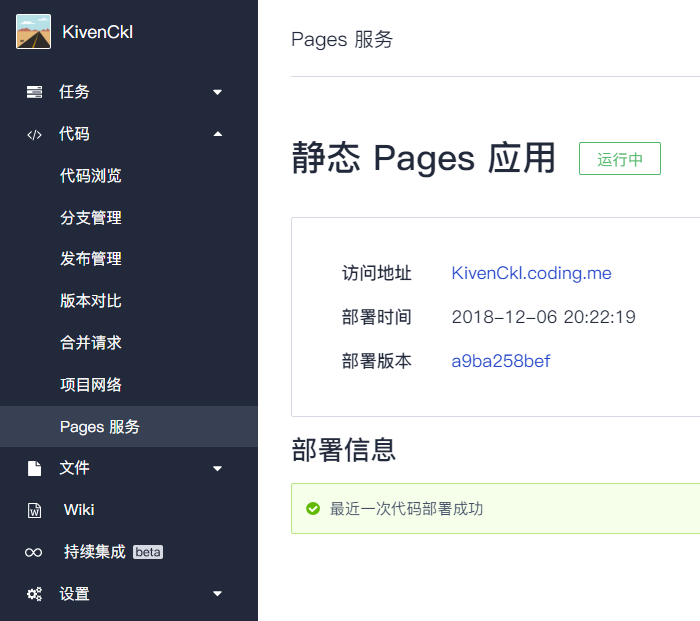 KivenCkl
任务
代码
代码浏览
分支管理
发布管理
版本对比
合并请求
项目网络
Pages 服务
文件
Wiki
持续集成 beta
设置
Pages 服务
静态 Pages 应用 运行中
访问地址 KivenCkl.coding.me
部署时间 2018-12-06 20:22:19
部署版本 a9ba258bef
部署信息
最近一次代码部署成功